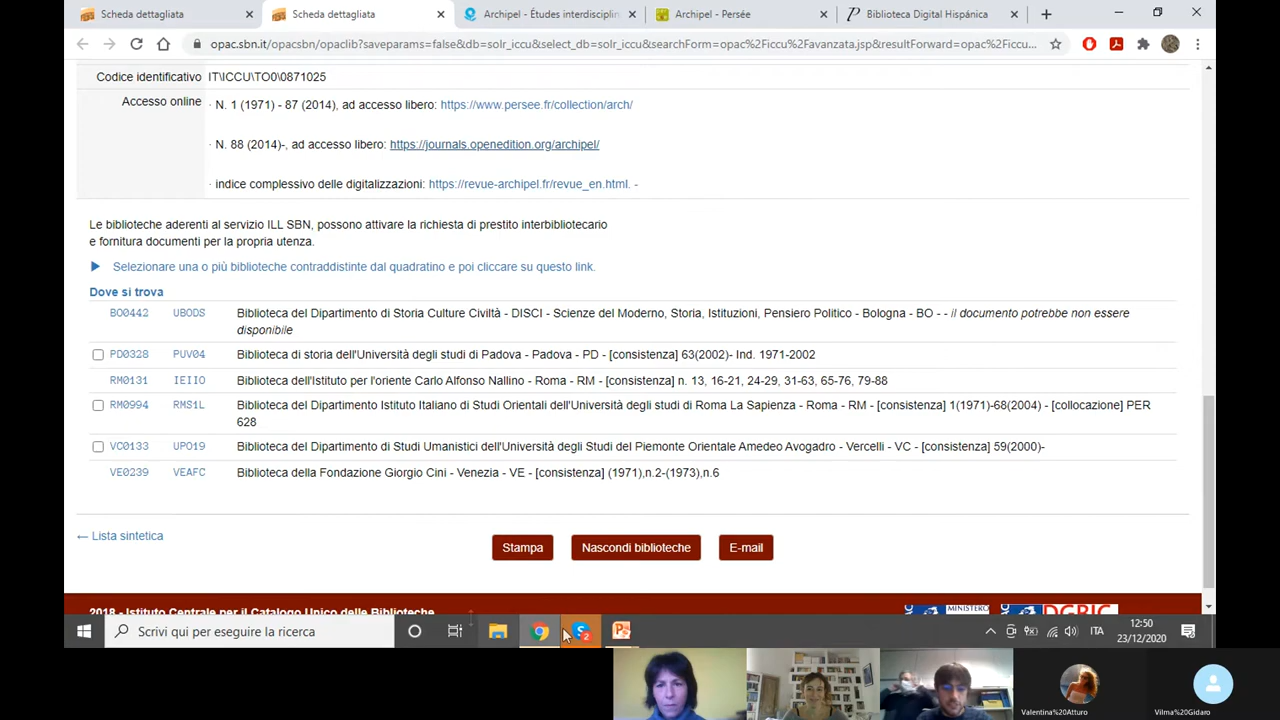 Scheda dettagliata
Scheda dettagliata
Archipel - Études interdisciplin
Archipel - Persée
Biblioteca Digital Hispánica
opac.sbn.it/opacsbn/opaclib?saveparams=false&db=solr_iccu&select_db=solr_iccu&searchForm=opac%2Ficcu%2Favanzata.jsp&resultForward=opac%2Ficcu...
Codice identificativo IT\ICCU\TO0\0871025
Accesso online · N. 1 (1971) - 87 (2014), ad accesso libero: https://www.persee.fr/collection/arch/
· N. 88 (2014)-, ad accesso libero: https://journals.openedition.org/archipel/
· indice complessivo delle digitalizzazioni: https://revue-archipel.fr/revue_en.html. -
Le biblioteche aderenti al servizio ILL SBN, possono attivare la richiesta di prestito interbibliotecario
e fornitura documenti per la propria utenza.
Selezionare una o più biblioteche contraddistinte dal quadratino e poi cliccare su questo link.
Dove si trova
BO0442 UBODS Biblioteca del Dipartimento di Storia Culture Civiltà - DISCI - Scienze del Moderno, Storia, Istituzioni, Pensiero Politico - Bologna - BO - - il documento potrebbe non essere
disponibile
PD0328 PUV04 Biblioteca di storia dell'Università degli studi di Padova - Padova - PD - [consistenza] 63(2002)- Ind. 1971-2002
RM0131 IEIIO Biblioteca dell'Istituto per l'oriente Carlo Alfonso Nallino - Roma - RM - [consistenza] n. 13, 16-21, 24-29, 31-63, 65-76, 79-88
RM0994 RMS1L Biblioteca del Dipartimento Istituto Italiano di Studi Orientali dell'Università degli studi di Roma La Sapienza - Roma - RM - [consistenza] 1(1971)-68(2004) - [collocazione] PER
628
VC0133 UPO19 Biblioteca del Dipartimento di Studi Umanistici dell'Università degli Studi del Piemonte Orientale Amedeo Avogadro - Vercelli - VC - [consistenza] 59(2000)-
VE0239 VEAFC Biblioteca della Fondazione Giorgio Cini - Venezia - VE - [consistenza] (1971),n.2-(1973),n.6
← Lista sintetica
Stampa
Nascondi biblioteche
E-mail
2018 - Istituto Centrale per il Catalogo Unico delle Biblioteche
MINISTERO
DGBIC
Scrivi qui per eseguire la ricerca
2
ITA
12:50
23/12/2020
Valentina%20Atturo
Vilma%20Gidaro